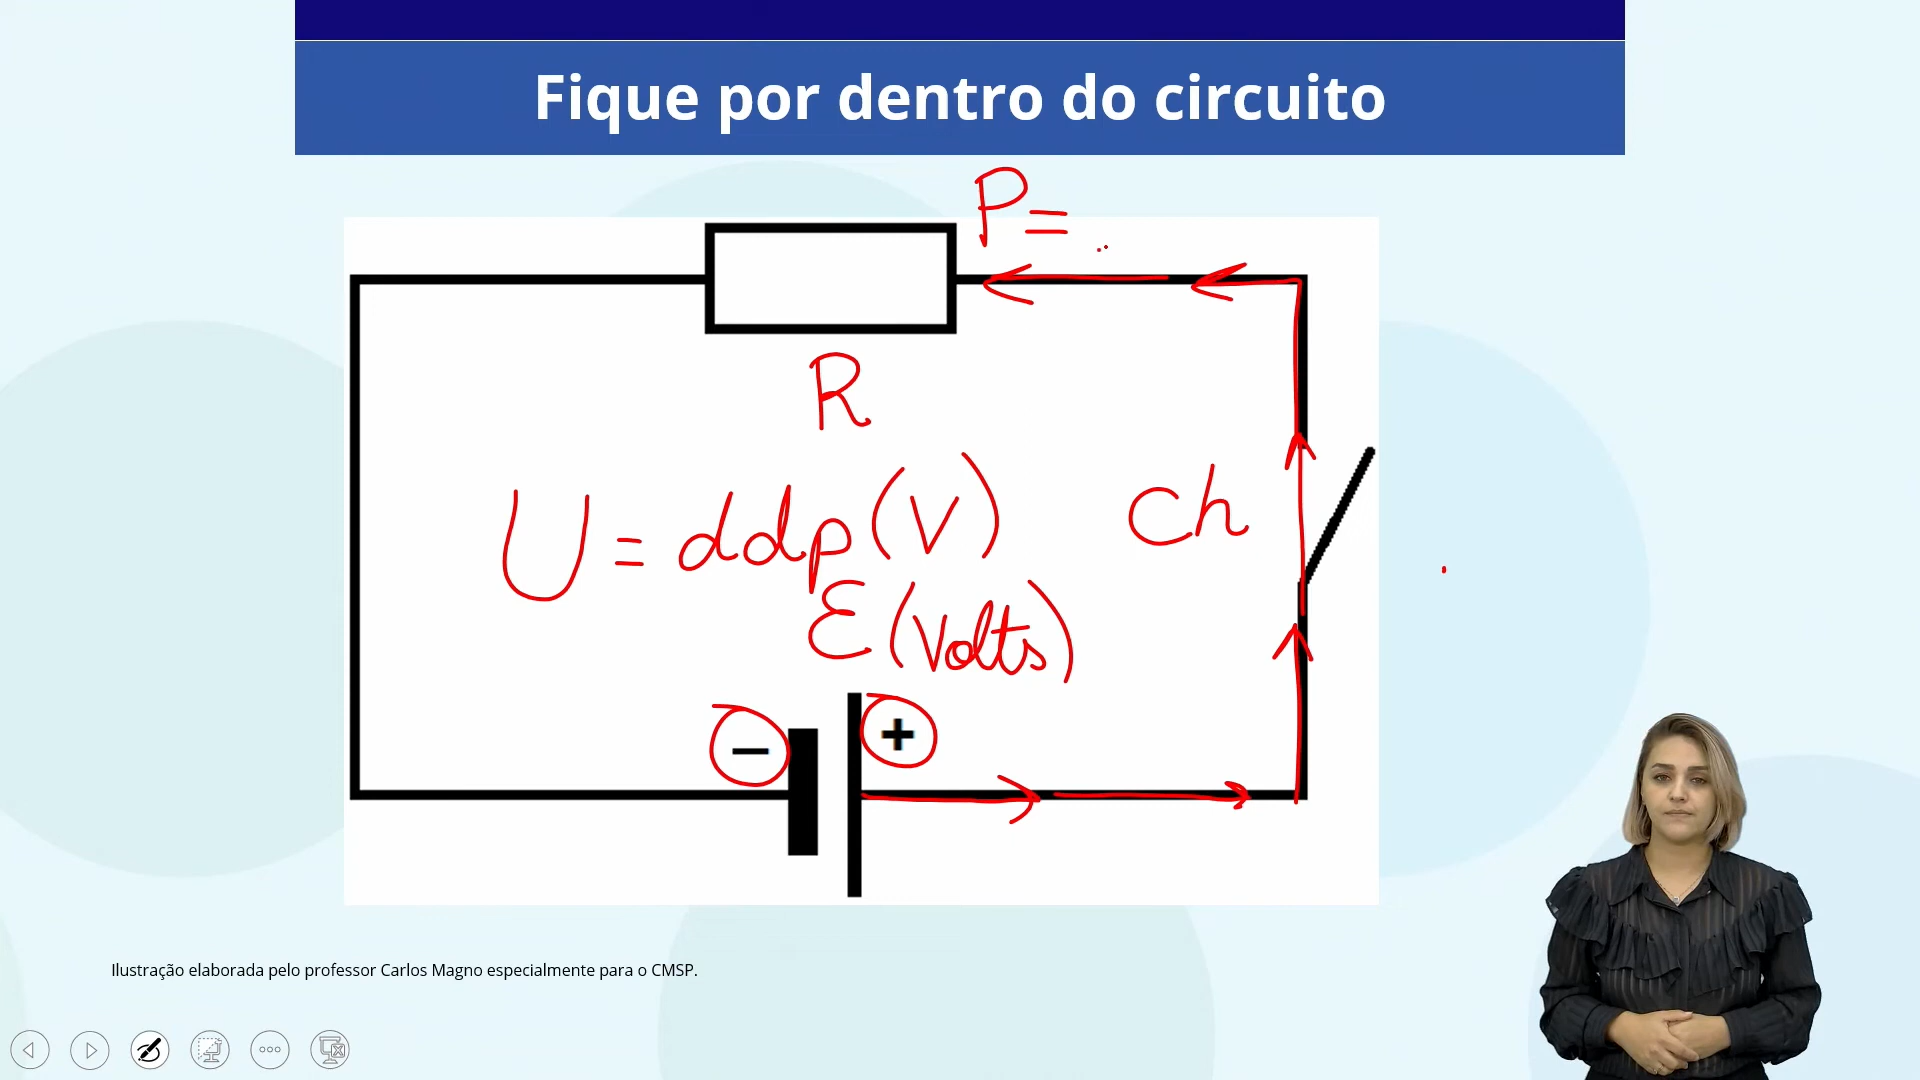 Fique por dentro do circuito
P=
R
U = ddp (V)
Ch
ε (Volts)
− +
Ilustração elaborada pelo professor Carlos Magno especialmente para o CMSP.